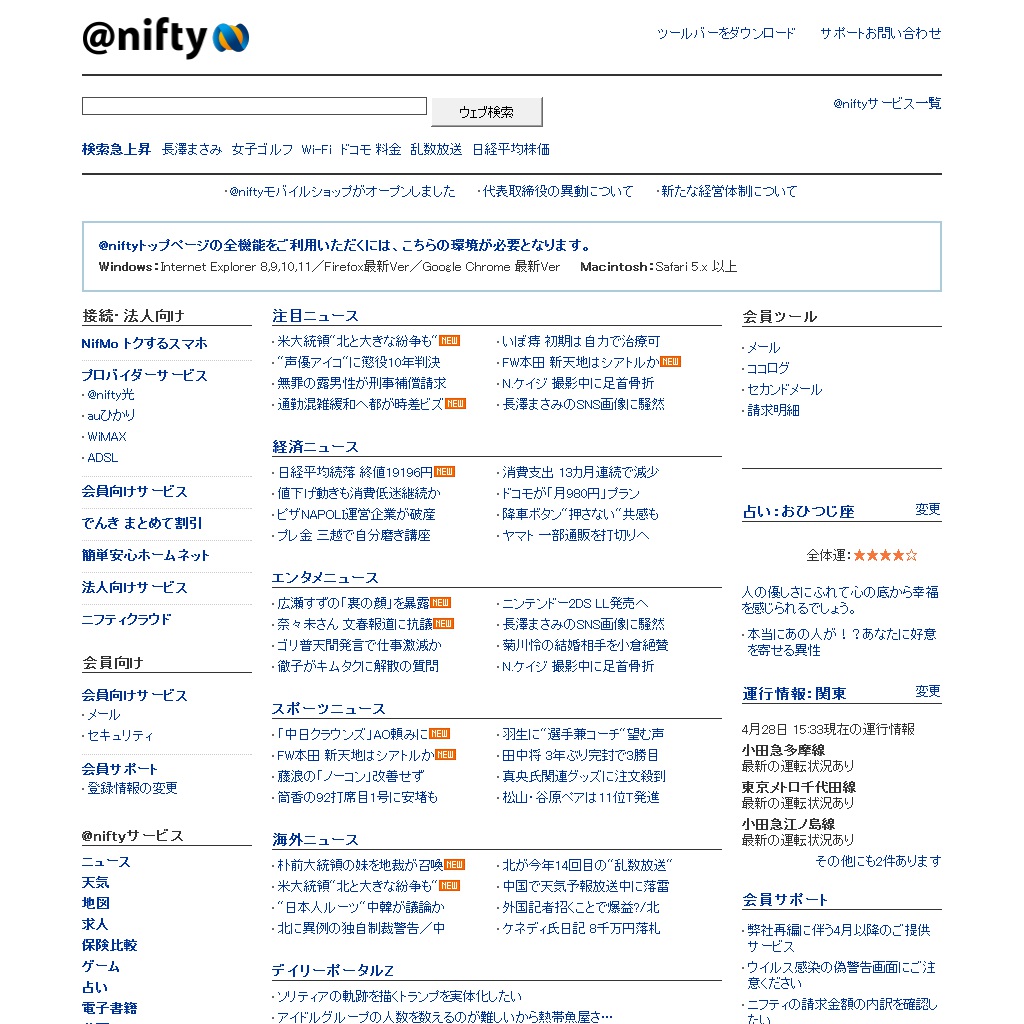 @nifty
ツールバーをダウンロード サポートお問い合わせ
ウェブ検索
@niftyサービス一覧
検索急上昇 長澤まさみ 女子ゴルフ Wi-Fi ドコモ 料金 乱数放送 日経平均株価
・@niftyモバイルショップがオープンしました ・代表取締役の異動について ・新たな経営体制について
@niftyトップページの全機能をご利用いただくには、こちらの環境が必要となります。
Windows：Internet Explorer 8,9,10,11／Firefox最新Ver／Google Chrome 最新Ver Macintosh：Safari 5.x 以上
接続・法人向け
NifMo トクするスマホ
プロバイダーサービス
・@nifty光
・auひかり
・WiMAX
・ADSL
会員向けサービス
でんき まとめて割引
簡単安心ホームネット
法人向けサービス
ニフティクラウド
会員向け
会員向けサービス
・メール
・セキュリティ
会員サポート
・登録情報の変更
@niftyサービス
ニュース
天気
地図
求人
保険比較
ゲーム
占い
電子書籍
注目ニュース
・米大統領“北と大きな紛争も“NEW
・“声優アイコ“に懲役10年判決
・無罪の露男性が刑事補償請求
・通勤混雑緩和へ都が時差ビズNEW
・いぼ痔 初期は自力で治療可
・FW本田 新天地はシアトルかNEW
・N.ケイジ 撮影中に足首骨折
・長澤まさみのSNS画像に騒然
経済ニュース
・日経平均続落 終値19196円NEW
・値下げ動きも消費低迷継続か
・ピザNAPOLI運営企業が破産
・プレ金 三越で自分磨き講座
・消費支出 13カ月連続で減少
・ドコモが「月980円」プラン
・降車ボタン“押さない“共感も
・ヤマト 一部通販を打切りへ
エンタメニュース
・広瀬すずの「裏の顔」を暴露NEW
・奈々未さん 文春報道に抗議NEW
・ゴリ普天間発言で仕事激減か
・徹子がキムタクに解散の質問
・ニンテンドー2DS LL発売へ
・長澤まさみのSNS画像に騒然
・菊川怜の結婚相手を小倉絶賛
・N.ケイジ 撮影中に足首骨折
スポーツニュース
・「中日クラウンズ」AO頼みにNEW
・FW本田 新天地はシアトルかNEW
・藤浪の「ノーコン」改善せず
・筒香の92打席目1号に安堵も
・羽生に“選手兼コーチ“望む声
・田中将 3年ぶり完封で3勝目
・真央氏関連グッズに注文殺到
・松山・谷原ペアは11位T発進
海外ニュース
・朴前大統領の妹を地裁が召喚NEW
・米大統領“北と大きな紛争も“NEW
・“日本人ルーツ“中韓が議論か
・北に異例の独自制裁警告／中
・北が今年14回目の“乱数放送“
・中国で天気予報放送中に落雷
・外国記者招くことで爆益?/北
・ケネディ氏日記 8千万円落札
デイリーポータルZ
・ソリティアの軌跡を描くトランプを実体化したい
・アイドルグループの人数を数えるのが難しいから熱帯魚屋さ…
会員ツール
・メール
・ココログ
・セカンドメール
・請求明細
占い：おひつじ座 変更
全体運：★★★★☆
人の優しさにふれて心の底から幸福
を感じられるでしょう。
・本当にあの人が！？あなたに好意
を寄せる異性
運行情報：関東 変更
4月28日 15:33現在の運行情報
小田急多摩線
最新の運転状況あり
東京メトロ千代田線
最新の運転状況あり
小田急江ノ島線
最新の運転状況あり
その他にも2件あります
会員サポート
・弊社再編に伴う4月以降のご提供
サービス
・ウイルス感染の偽警告画面にご注
意ください
・ニフティの請求金額の内訳を確認し
たい